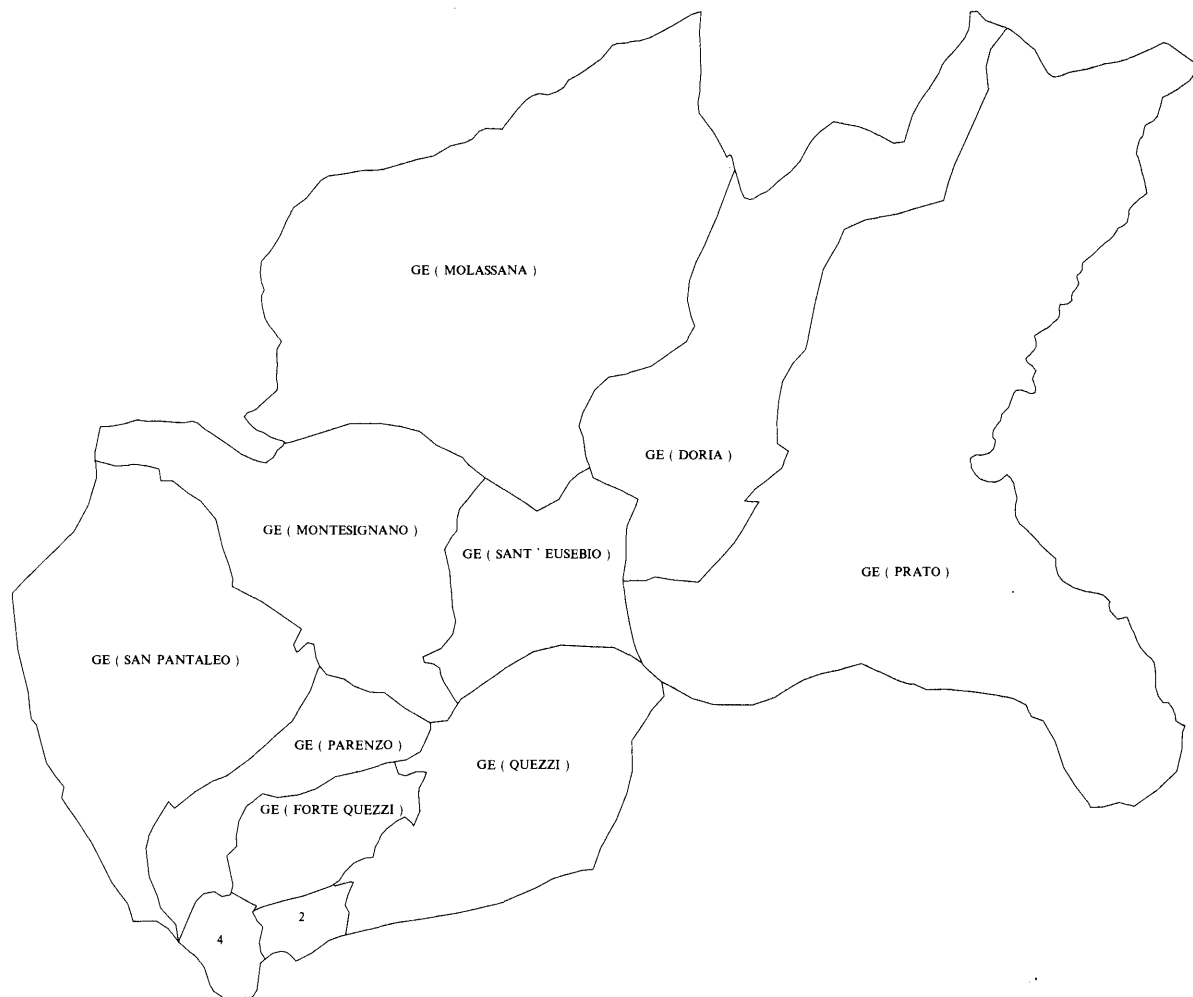 GE ( MOLASSANA )
GE ( DORIA )
GE ( MONTESIGNANO )
GE ( SANT ' EUSEBIO )
GE ( PRATO )
GE ( SAN PANTALEO )
GE ( PARENZO )
GE ( QUEZZI )
GE ( FORTE QUEZZI )
2
4